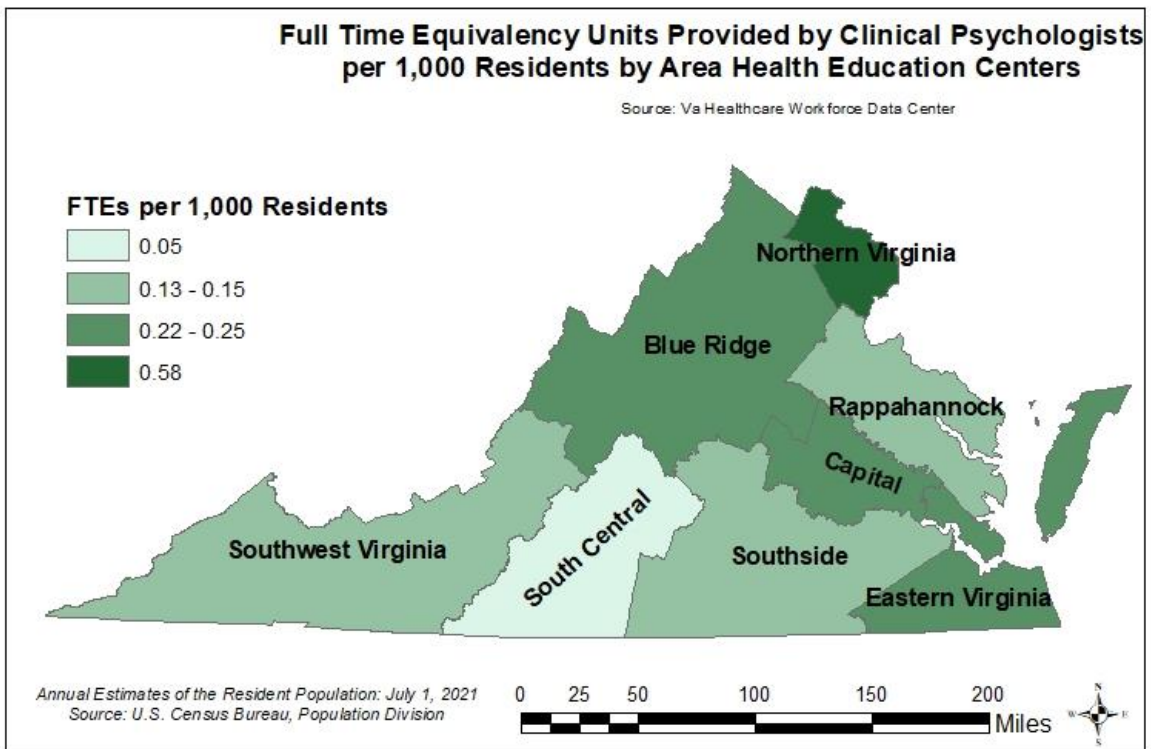 Full Time Equivalency Units Provided by Clinical Psychologists
per 1,000 Residents by Area Health Education Centers
Source: Va Healthcare Workforce Data Center
FTEs per 1,000 Residents
0.05
0.13 - 0.15
0.22 - 0.25
0.58
Northern Virginia
Blue Ridge
Rappahannock
Capital
South Central
Southwest Virginia
Southside
Eastern Virginia
Annual Estimates of the Resident Population: July 1, 2021
Source: U.S. Census Bureau, Population Division
0 25 50 100 150 200
Miles
N
W E
S